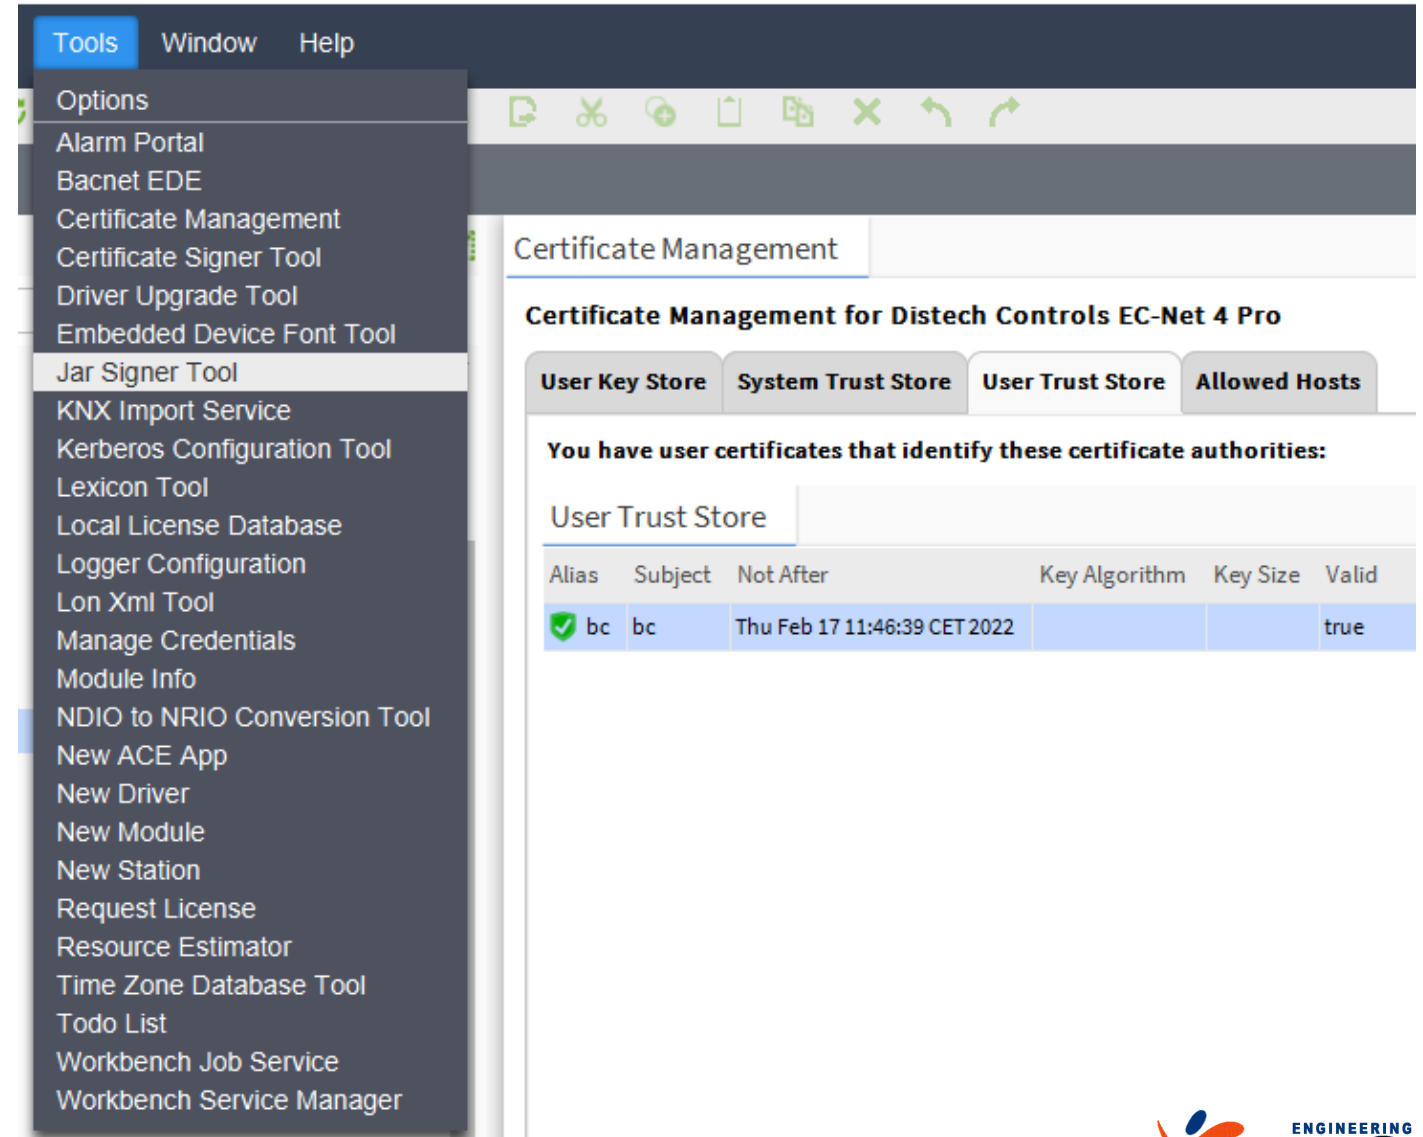 Tools Window Help
Options
Alarm Portal
Bacnet EDE
Certificate Management
Certificate Signer Tool
Driver Upgrade Tool
Embedded Device Font Tool
Jar Signer Tool
KNX Import Service
Kerberos Configuration Tool
Lexicon Tool
Local License Database
Logger Configuration
Lon Xml Tool
Manage Credentials
Module Info
NDIO to NRIO Conversion Tool
New ACE App
New Driver
New Module
New Station
Request License
Resource Estimator
Time Zone Database Tool
Todo List
Workbench Job Service
Workbench Service Manager
Certificate Management
Certificate Management for Distech Controls EC-Net 4 Pro
User Key Store System Trust Store User Trust Store Allowed Hosts
You have user certificates that identify these certificate authorities:
User Trust Store
Alias Subject Not After Key Algorithm Key Size Valid
bc bc Thu Feb 17 11:46:39 CET 2022 true
ENGINEERING